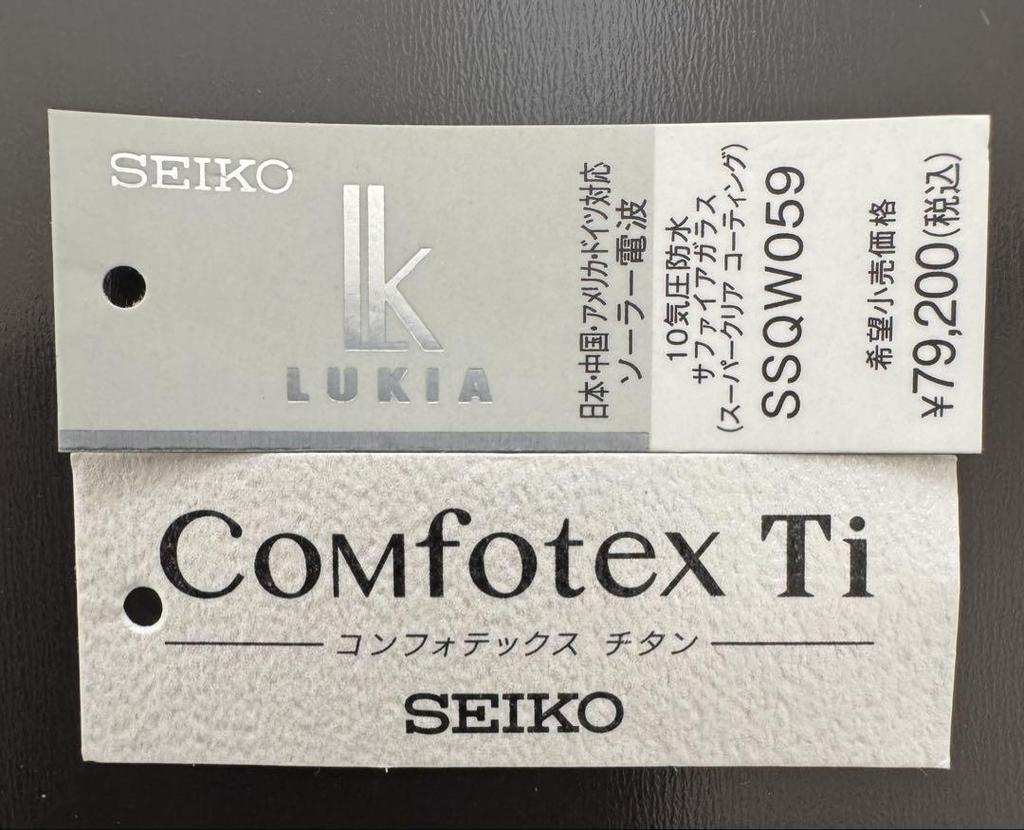 SEIKO
LK
LUKIA
日本・中国・アメリカ・ドイツ対応
ソーラー電波
10気圧防水
サファイアガラス
(スーパークリア コーティング)
SSQW059
希望小売価格
¥79,200(税込)
Comfotex Ti
コンフォテックス チタン
SEIKO